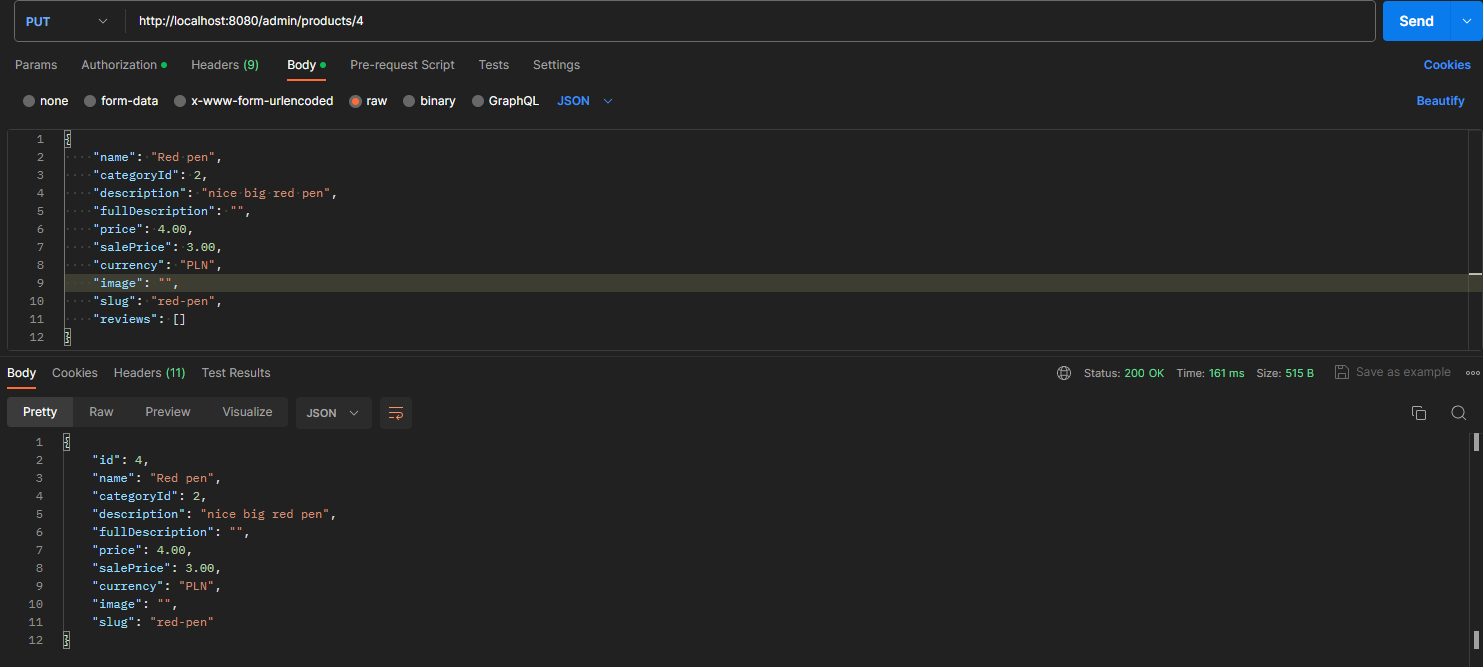 PUT http://localhost:8080/admin/products/4 Send
Params Authorization Headers (9) Body Pre-request Script Tests Settings Cookies
none form-data x-www-form-urlencoded raw binary GraphQL JSON Beautify
1 {
2 "name": "Red pen",
3 "categoryId": 2,
4 "description": "nice big red pen",
5 "fullDescription": "",
6 "price": 4.00,
7 "salePrice": 3.00,
8 "currency": "PLN",
9 "image": "",
10 "slug": "red-pen",
11 "reviews": []
12 }
Body Cookies Headers (11) Test Results Status: 200 OK Time: 161 ms Size: 515 B Save as example
Pretty Raw Preview Visualize JSON
1 {
2 "id": 4,
3 "name": "Red pen",
4 "categoryId": 2,
5 "description": "nice big red pen",
6 "fullDescription": "",
7 "price": 4.00,
8 "salePrice": 3.00,
9 "currency": "PLN",
10 "image": "",
11 "slug": "red-pen"
12 }